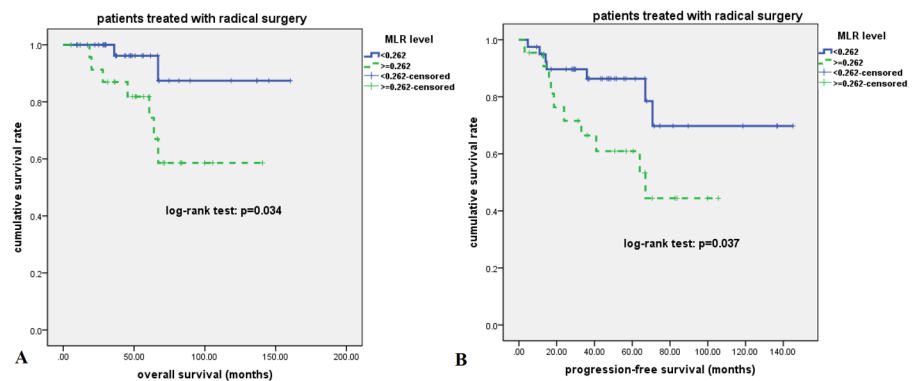 patients treated with radical surgery
MLR level
<0.262
>=0.262
<0.262-censored
>=0.262-censored
cumulative survival rate
1.0
0.8
0.6
0.4
0.2
0.0
log-rank test: p=0.034
.00 50.00 100.00 150.00 200.00
overall survival (months)
A
patients treated with radical surgery
MLR level
<0.262
>=0.262
<0.262-censored
>=0.262-censored
cumulative survival rate
1.0
0.8
0.6
0.4
0.2
0.0
log-rank test: p=0.037
.00 20.00 40.00 60.00 80.00 100.00 120.00 140.00
progression-free survival (months)
B